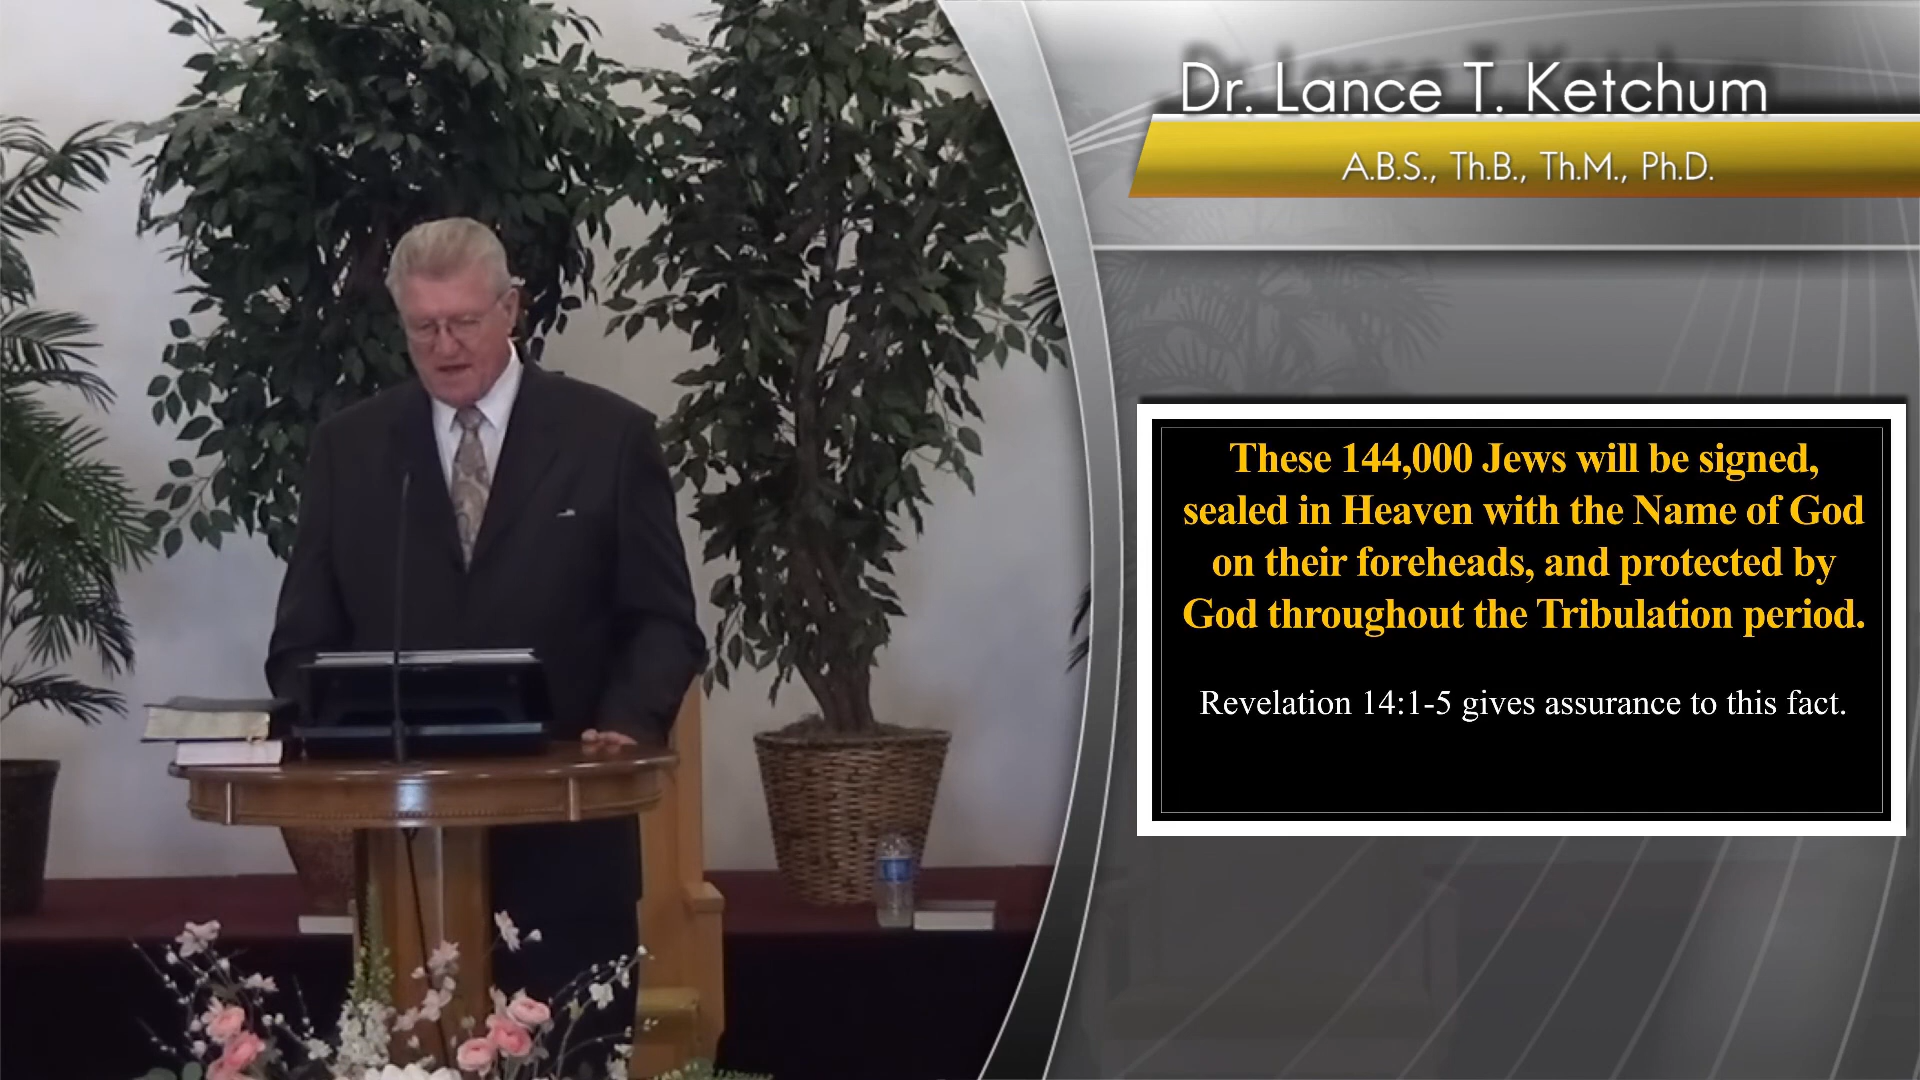 Dr. Lance T. Ketchum
A.B.S., Th.B., Th.M., Ph.D.
These 144,000 Jews will be signed,
sealed in Heaven with the Name of God
on their foreheads, and protected by
God throughout the Tribulation period.
Revelation 14:1-5 gives assurance to this fact.